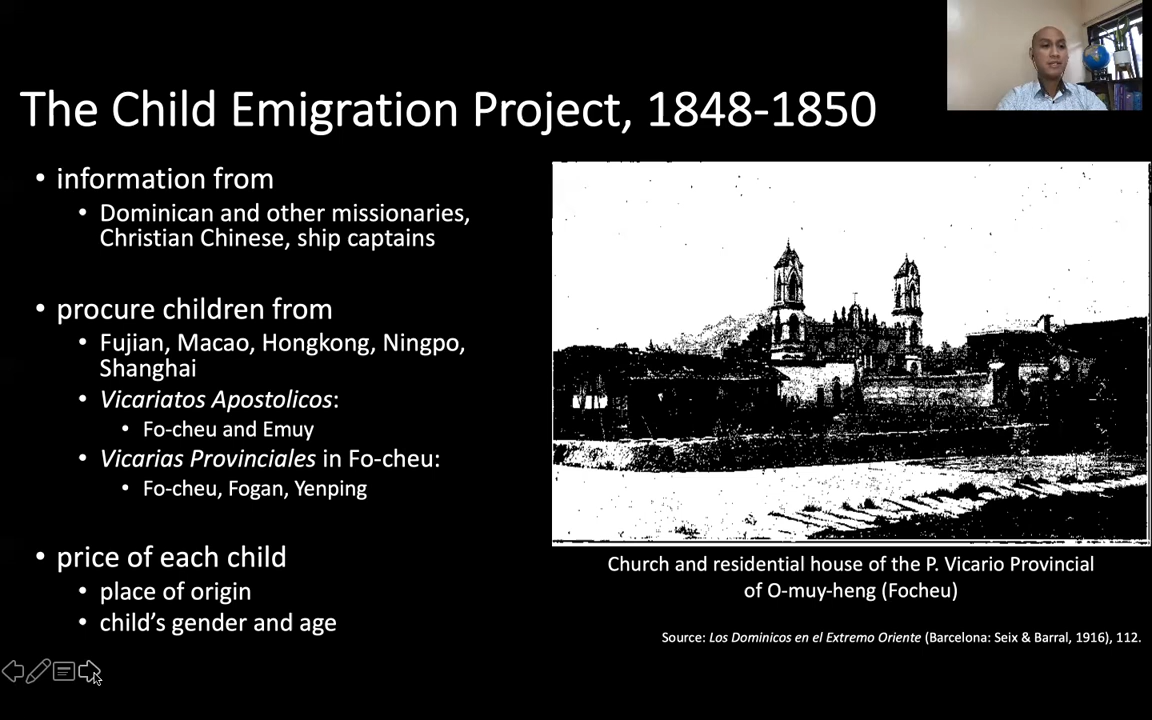 The Child Emigration Project, 1848-1850
• information from
• Dominican and other missionaries,
Christian Chinese, ship captains
• procure children from
• Fujian, Macao, Hongkong, Ningpo,
Shanghai
• Vicariatos Apostolicos:
• Fo-cheu and Emuy
• Vicarias Provinciales in Fo-cheu:
• Fo-cheu, Fogan, Yenping
• price of each child
• place of origin
• child's gender and age
Church and residential house of the P. Vicario Provincial
of O-muy-heng (Focheu)
Source: Los Dominicos en el Extremo Oriente (Barcelona: Seix & Barral, 1916), 112.